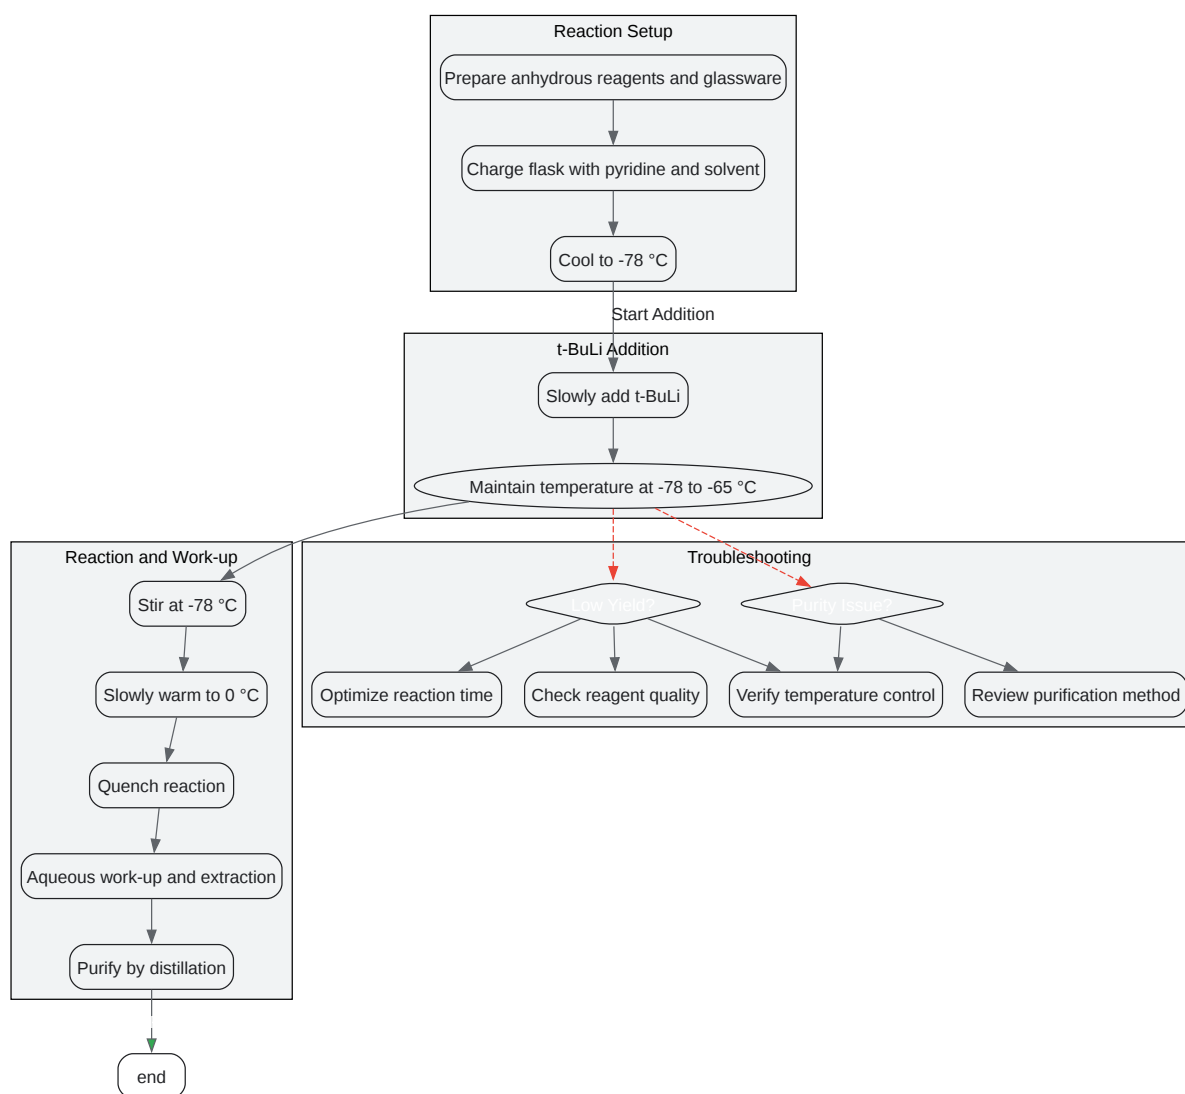 Reaction Setup
Prepare anhydrous reagents and glassware
Charge flask with pyridine and solvent
Cool to -78 °C
Start Addition
t-BuLi Addition
Slowly add t-BuLi
Maintain temperature at -78 to -65 °C
Reaction and Work-up
Stir at -78 °C
Slowly warm to 0 °C
Quench reaction
Aqueous work-up and extraction
Purify by distillation
end
Troubleshooting
Low Yield?
Purity Issue?
Optimize reaction time
Check reagent quality
Verify temperature control
Review purification method